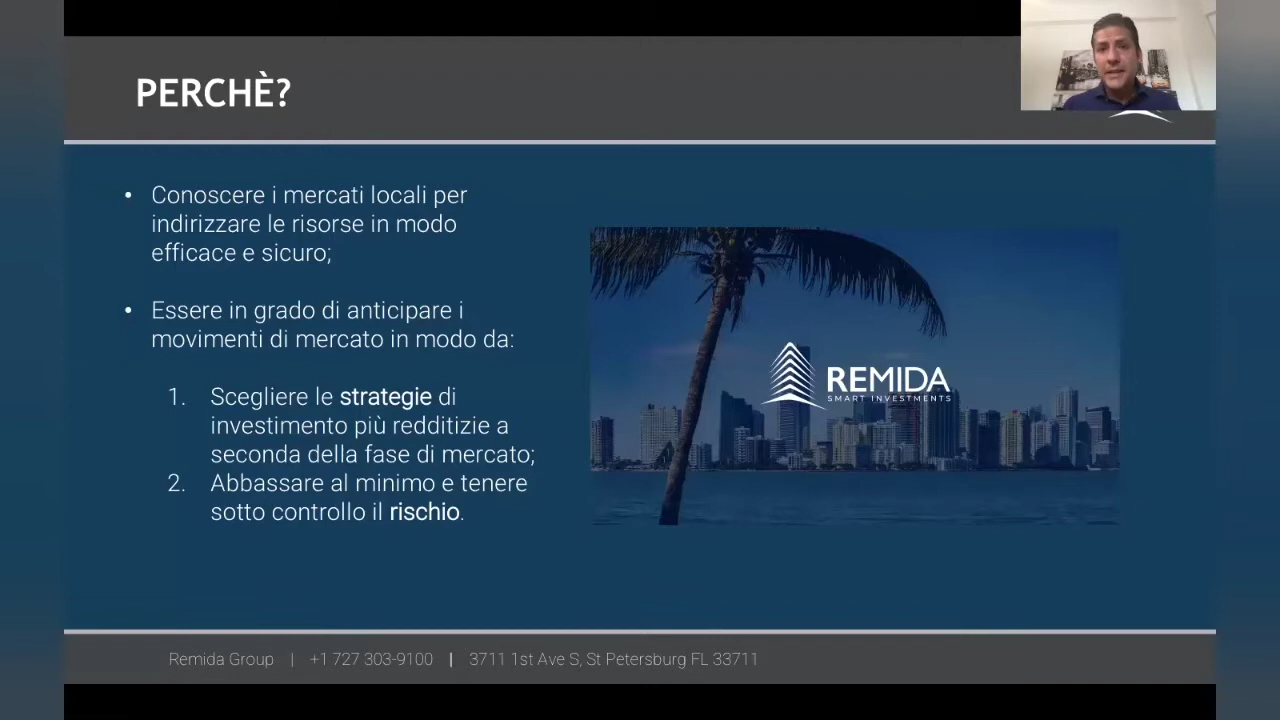 PERCHÈ?
• Conoscere i mercati locali per
indirizzare le risorse in modo
efficace e sicuro;
• Essere in grado di anticipare i
movimenti di mercato in modo da:
1. Scegliere le strategie di
investimento più redditizie a
seconda della fase di mercato;
2. Abbassare al minimo e tenere
sotto controllo il rischio.
REMIDA
SMART INVESTMENTS
Remida Group | +1 727 303-9100 | 3711 1st Ave S, St Petersburg FL 33711